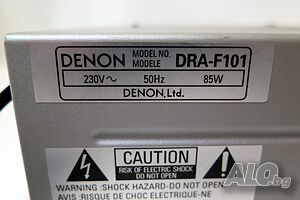 DENON MODEL NO. MODELE DRA-F101
230V~ 50Hz 85W
DENON, Ltd.
CAUTION
RISK OF ELECTRIC SHOCK
DO NOT OPEN
WARNING :SHOCK HAZARD-DO NOT OPEN
AVIS :RISQUE DE CHOC ELECTRIQUE-NE
ALO.bg